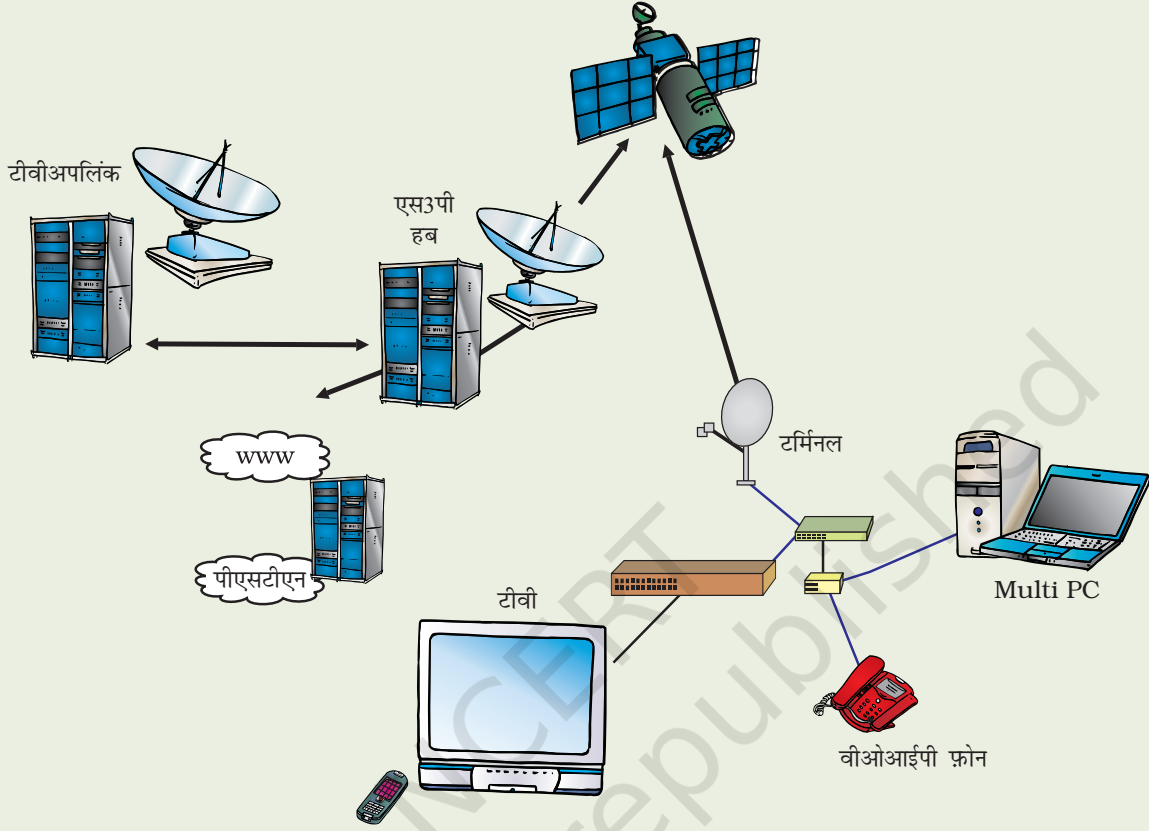 टीवीअपलिंक
एस3पी
हब
टर्मिनल
www
पीएसटीएन
Multi PC
टीवी
वीओआईपी फ़ोन
NCERT
republished